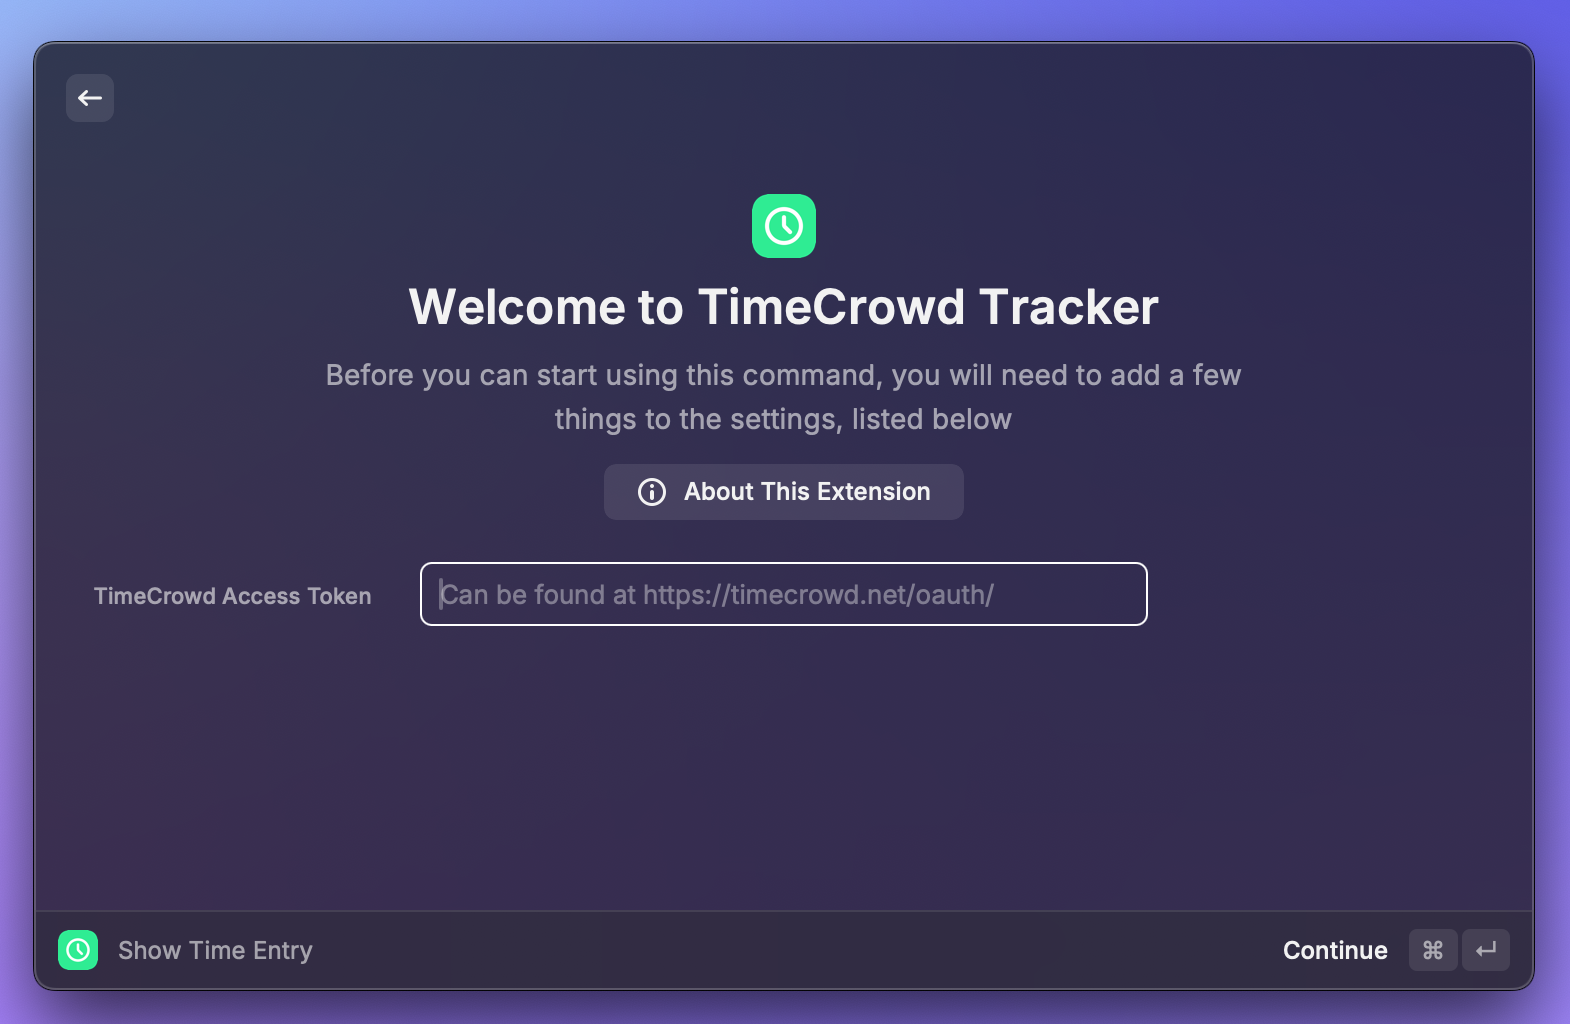 Welcome to TimeCrowd Tracker
Before you can start using this command, you will need to add a few
things to the settings, listed below
About This Extension
TimeCrowd Access Token
Can be found at https://timecrowd.net/oauth/
Show Time Entry
Continue ⌘ ↵